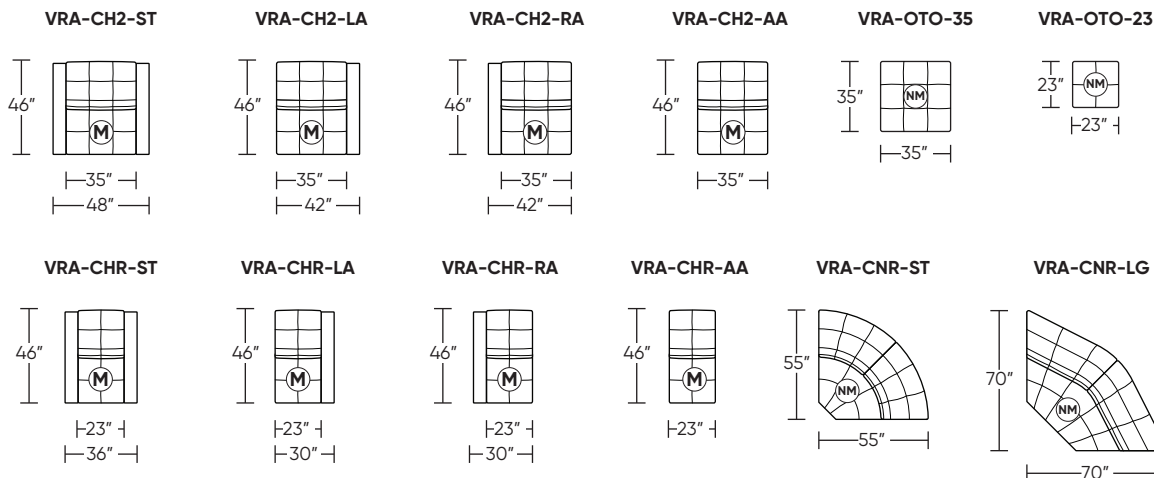 VRA-CH2-ST VRA-CH2-LA VRA-CH2-RA VRA-CH2-AA VRA-OTO-35 VRA-OTO-23
46″ M 46″ M 46″ M 46″ M 35″ NM 23″ NM
35″ 35″ 35″ 35″ 35″ 23″
48″ 42″ 42″
VRA-CHR-ST VRA-CHR-LA VRA-CHR-RA VRA-CHR-AA VRA-CNR-ST VRA-CNR-LG
46″ M 46″ M 46″ M 46″ M 55″ NM 70″ NM
23″ 23″ 23″ 23″ 55″
36″ 30″ 30″ 70″